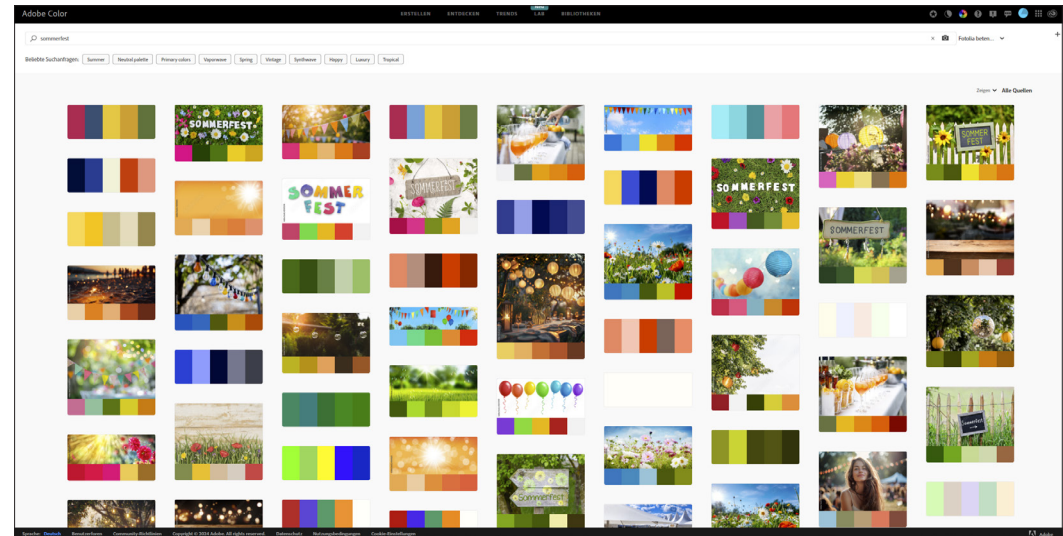 Adobe Color
ERSTELLEN ENTDECKEN TRENDS LAB BIBLIOTHEKEN
sommerfest
Fotolia beten...
Beliebte Suchanfragen: Summer Neutral palette Primary colors Vaporwave Spring Vintage Synthwave Happy Luxury Tropical
Zeigen Alle Quellen
SOMMERFEST
SOMMER
FEST
SOMMER
FEST
SOMMERFEST
SOMMERFEST
SOMMERFEST
Sommerfest
Sommerfest
Sprache: Deutsch Benutzerforen Community-Richtlinien Copyright © 2024 Adobe. All rights reserved. Datenschutz Nutzungsbedingungen Cookie-Einstellungen
Adobe